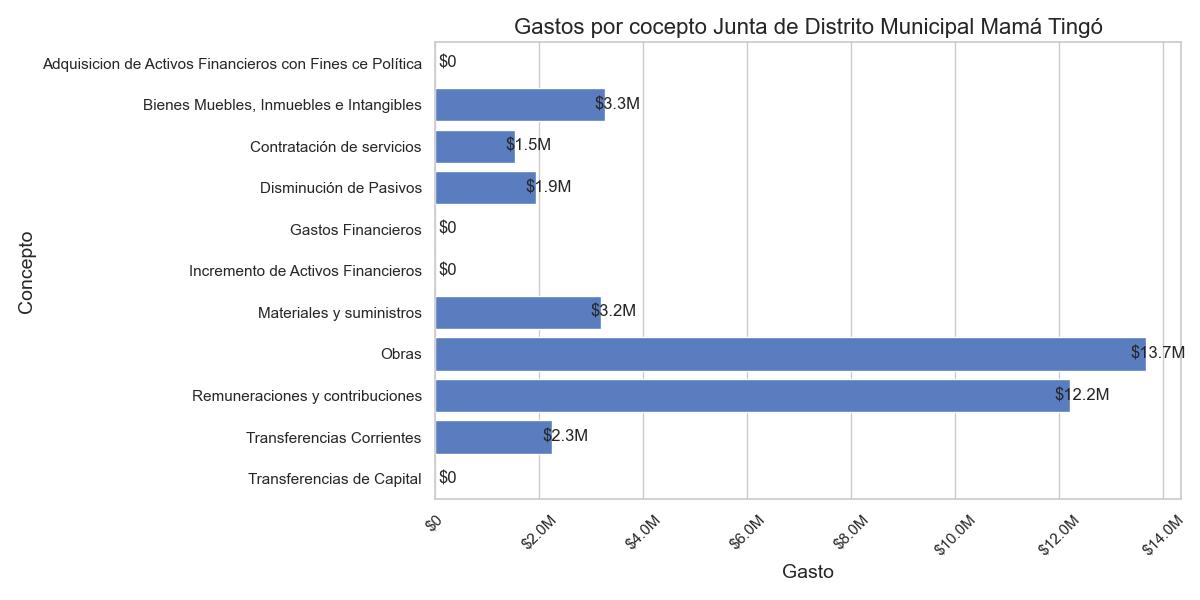 Gastos por cocepto Junta de Distrito Municipal Mamá Tingó
Concepto
Adquisicion de Activos Financieros con Fines ce Política $0
Bienes Muebles, Inmuebles e Intangibles $3.3M
Contratación de servicios $1.5M
Disminución de Pasivos $1.9M
Gastos Financieros $0
Incremento de Activos Financieros $0
Materiales y suministros $3.2M
Obras $13.7M
Remuneraciones y contribuciones $12.2M
Transferencias Corrientes $2.3M
Transferencias de Capital $0
$0 $2.0M $4.0M $6.0M $8.0M $10.0M $12.0M $14.0M
Gasto